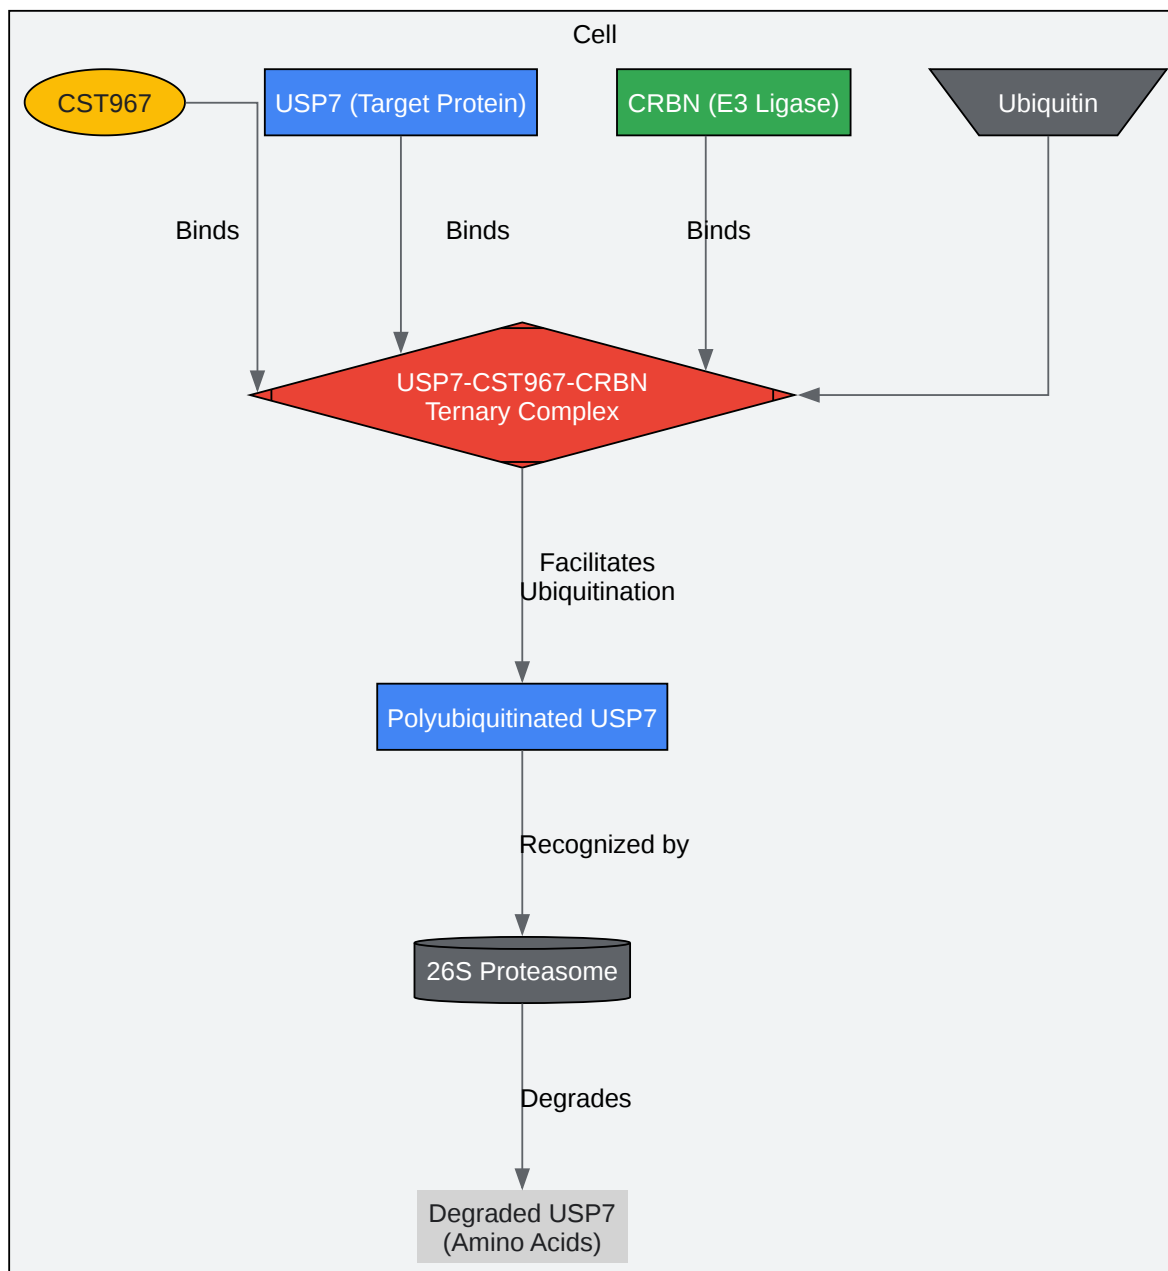 Cell
CST967
USP7 (Target Protein)
CRBN (E3 Ligase)
Ubiquitin
Binds
Binds
Binds
USP7-CST967-CRBN
Ternary Complex
Facilitates
Ubiquitination
Polyubiquitinated USP7
Recognized by
26S Proteasome
Degrades
Degraded USP7
(Amino Acids)